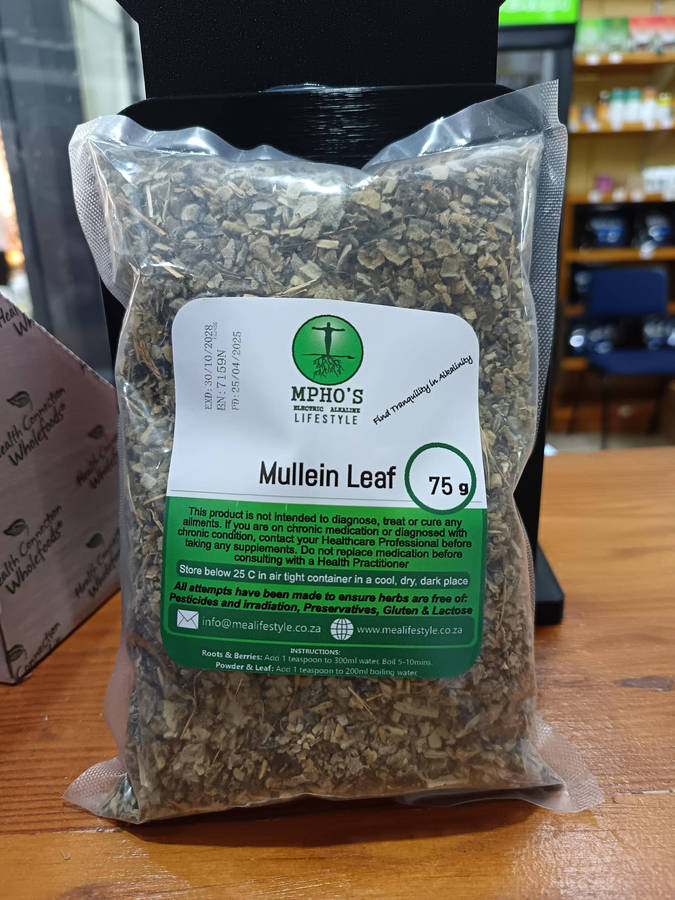 EXD: 30/10/2028
BN: 7159N
PD: 25/04/2025
MPHO'S
ELECTRIC ALKALINE
LIFESTYLE
Find Tranquility in Alkalinity
Mullein Leaf
75 g
This product is not intended to diagnose, treat or cure any
ailments. If you are on chronic medication or diagnosed with
chronic condition, contact your Healthcare Professional before
taking any supplements. Do not replace medication before
consulting with a Health Practitioner
Store below 25 C in air tight container in a cool, dry, dark place
All attempts have been made to ensure herbs are free of:
Pesticides and irradiation, Preservatives, Gluten & Lactose
info@mealifestyle.co.za
www.mealifestyle.co.za
INSTRUCTIONS:
Roots & Berries: Add 1 teaspoon to 300ml water. Boil 5-10mins.
Powder & Leaf: Add 1 teaspoon to 200ml boiling water.
Health Connection
Wholefoods
Health Connection
Wholefoods